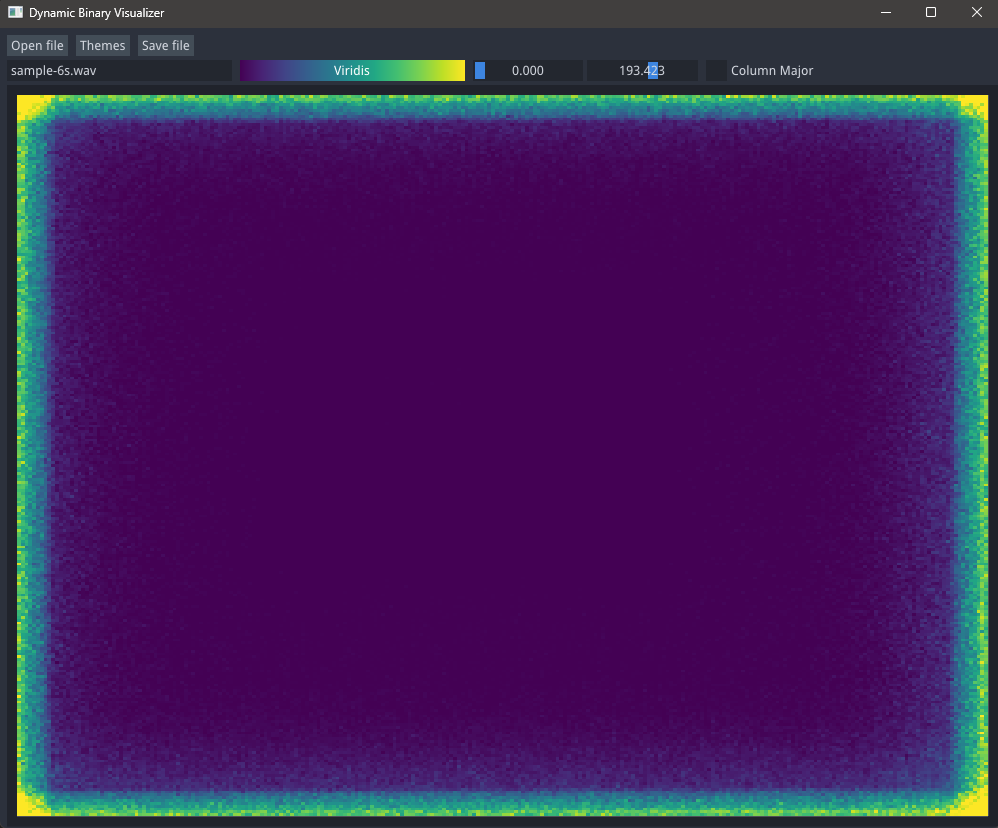 Dynamic Binary Visualizer
Open file Themes Save file
sample-6s.wav Viridis 0.000 193.423 Column Major